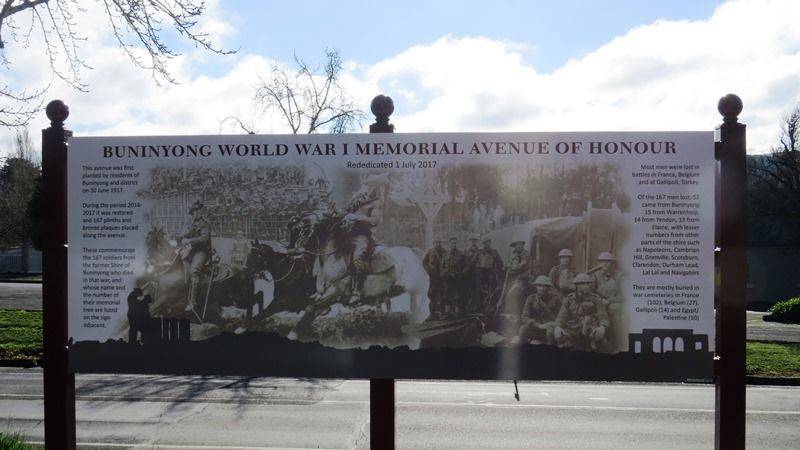 BUNINYONG WORLD WAR I MEMORIAL AVENUE OF HONOUR
Rededicated 1 July 2017
This avenue was first
planted by residents of
Buninyong and district
on 30 June 1917.
During the period 2014-
2017 it was restored
and 167 plinths and
bronze plaques placed
along the avenue.
These commemorate
the 167 soldiers from
the former Shire of
Buninyong who died
in that war, and
whose name and
the number of
their memorial
tree are listed
on the sign
adjacent.
Most men were lost in
battles in France, Belgium
and at Gallipoli, Turkey.
Of the 167 men lost, 53
came from Buninyong
15 from Warrenheip,
14 from Yendon, 13 from
Elaine, with lesser
numbers from other
parts of the shire such
as Napoleons, Cambrian
Hill, Grenville, Scotsburn,
Clarendon, Durham Lead,
Lal Lal and Navigators
They are mostly buried in
war cemeteries in France
(102), Belgium (27),
Gallipoli (14) and Egypt/
Palestine (10)